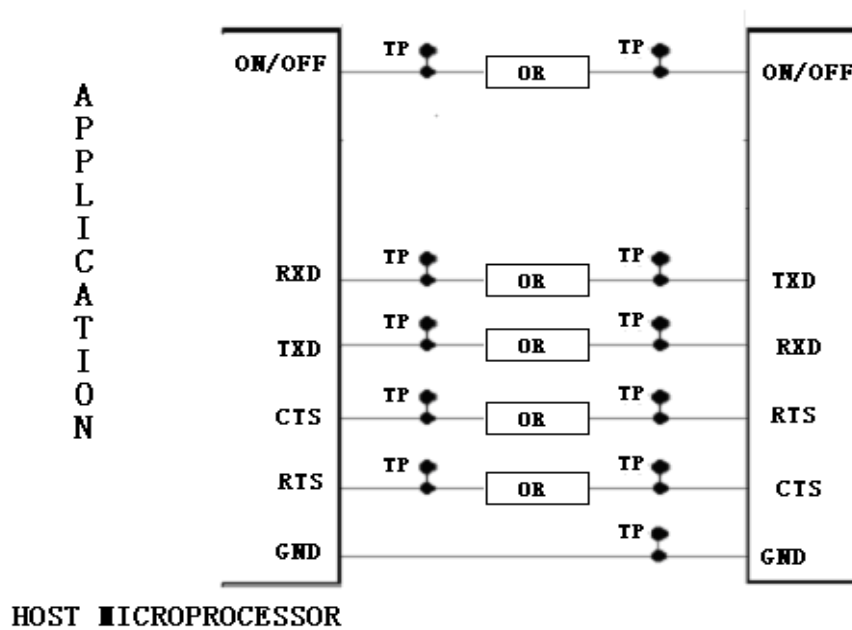 APPLICATION
ON/OFF TP OR TP ON/OFF
RXD TP OR TP TXD
TXD TP OR TP RXD
CTS TP OR TP RTS
RTS TP OR TP CTS
GND TP GND
HOST MICROPROCESSOR